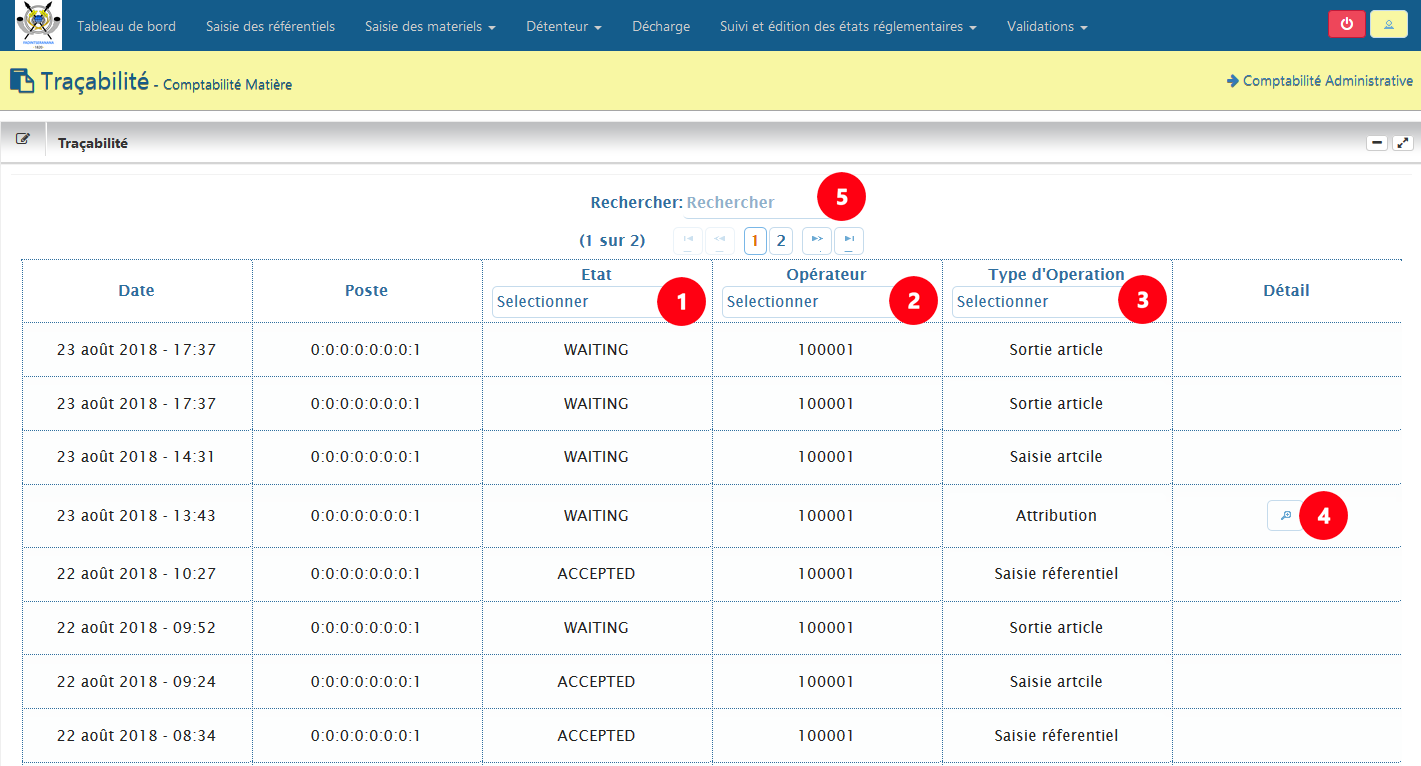 Tableau de bord Saisie des référentiels Saisie des materiels Détenteur Décharge Suivi et édition des états réglementaires Validations
Traçabilité - Comptabilité Matière Comptabilité Administrative
Traçabilité
Rechercher: Rechercher 5
(1 sur 2) 1 2
Date Poste Etat Opérateur Type d'Operation Détail
Selectionner 1 Selectionner 2 Selectionner 3
23 août 2018 - 17:37 0:0:0:0:0:0:0:1 WAITING 100001 Sortie article
23 août 2018 - 17:37 0:0:0:0:0:0:0:1 WAITING 100001 Sortie article
23 août 2018 - 14:31 0:0:0:0:0:0:0:1 WAITING 100001 Saisie artcile
23 août 2018 - 13:43 0:0:0:0:0:0:0:1 WAITING 100001 Attribution 4
22 août 2018 - 10:27 0:0:0:0:0:0:0:1 ACCEPTED 100001 Saisie réferentiel
22 août 2018 - 09:52 0:0:0:0:0:0:0:1 WAITING 100001 Sortie article
22 août 2018 - 09:24 0:0:0:0:0:0:0:1 ACCEPTED 100001 Saisie artcile
22 août 2018 - 08:34 0:0:0:0:0:0:0:1 ACCEPTED 100001 Saisie réferentiel